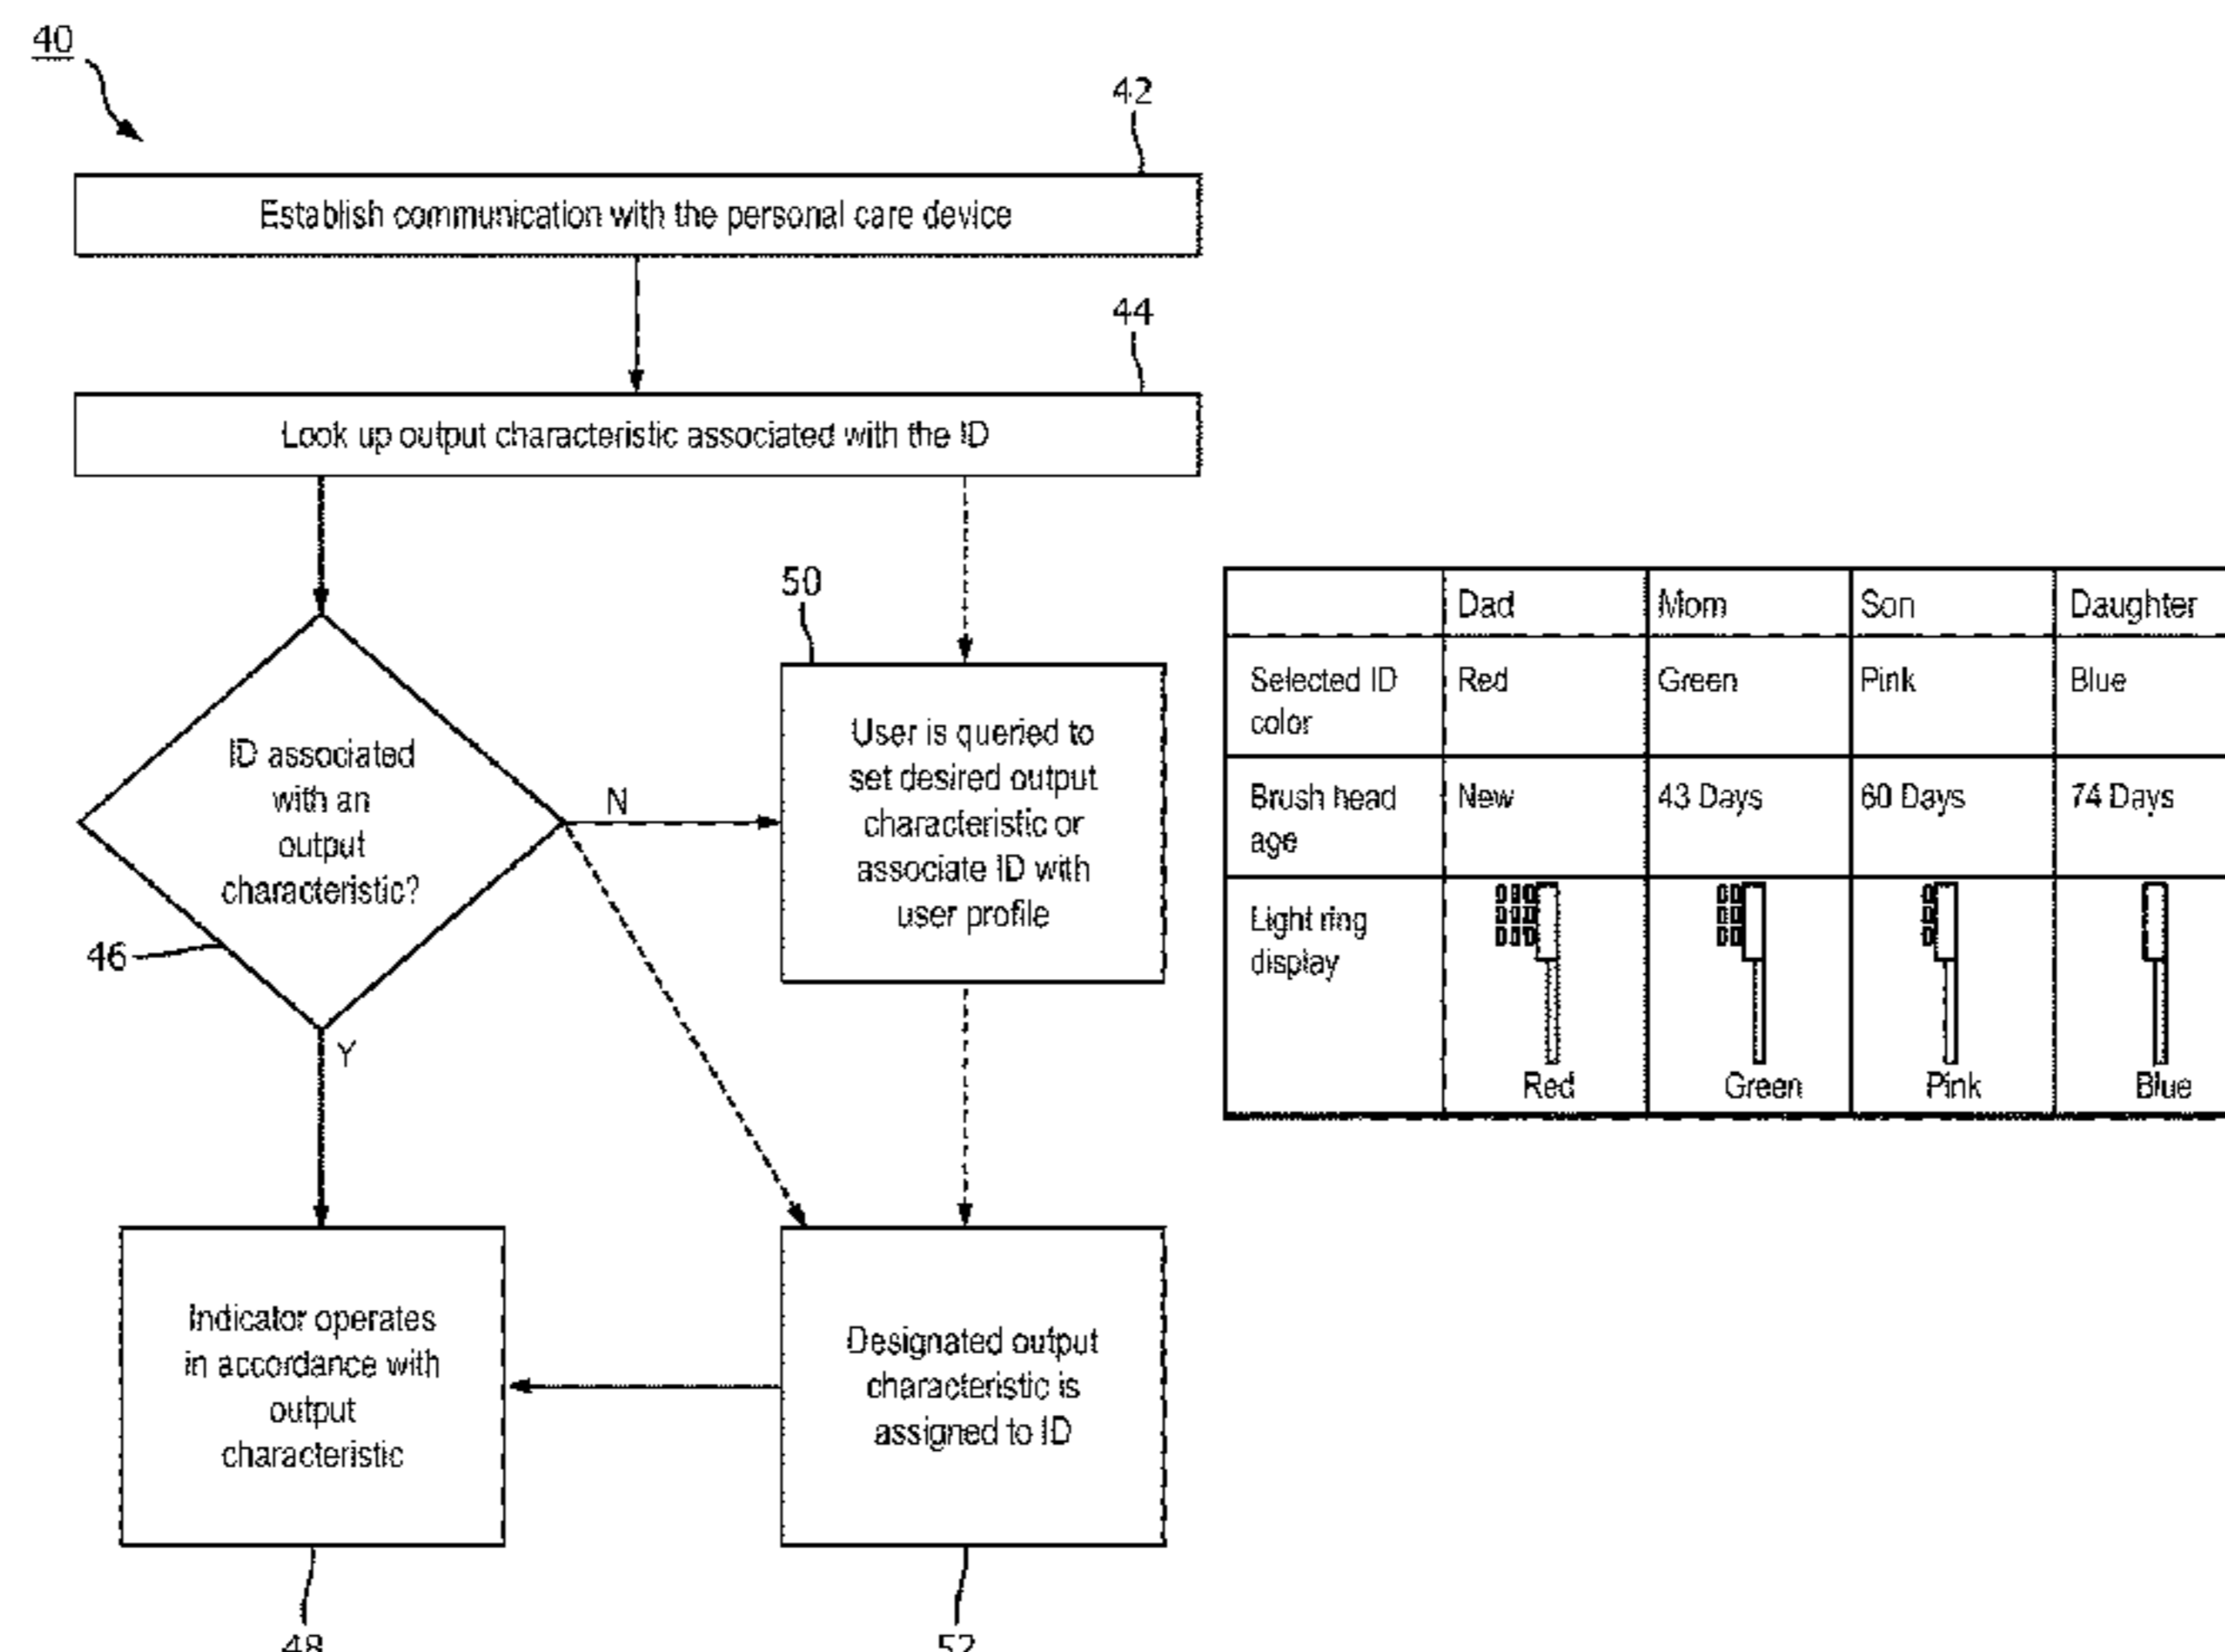 40
42
Establish communication with the personal care device
44
Look up output characteristic associated with the ID
50
ID associated
with an
output
characteristic?
46
N
Y
User is queried to
set desired output
characteristic or
associate ID with
user profile
Indicator operates
in accordance with
output
characteristic
48
Designated output
characteristic is
assigned to ID
52
Dad Mom Son Daughter
Selected ID
color
Red Green Pink Blue
Brush head
age
New 43 Days 60 Days 74 Days
Light ring
display
Red Green Pink Blue